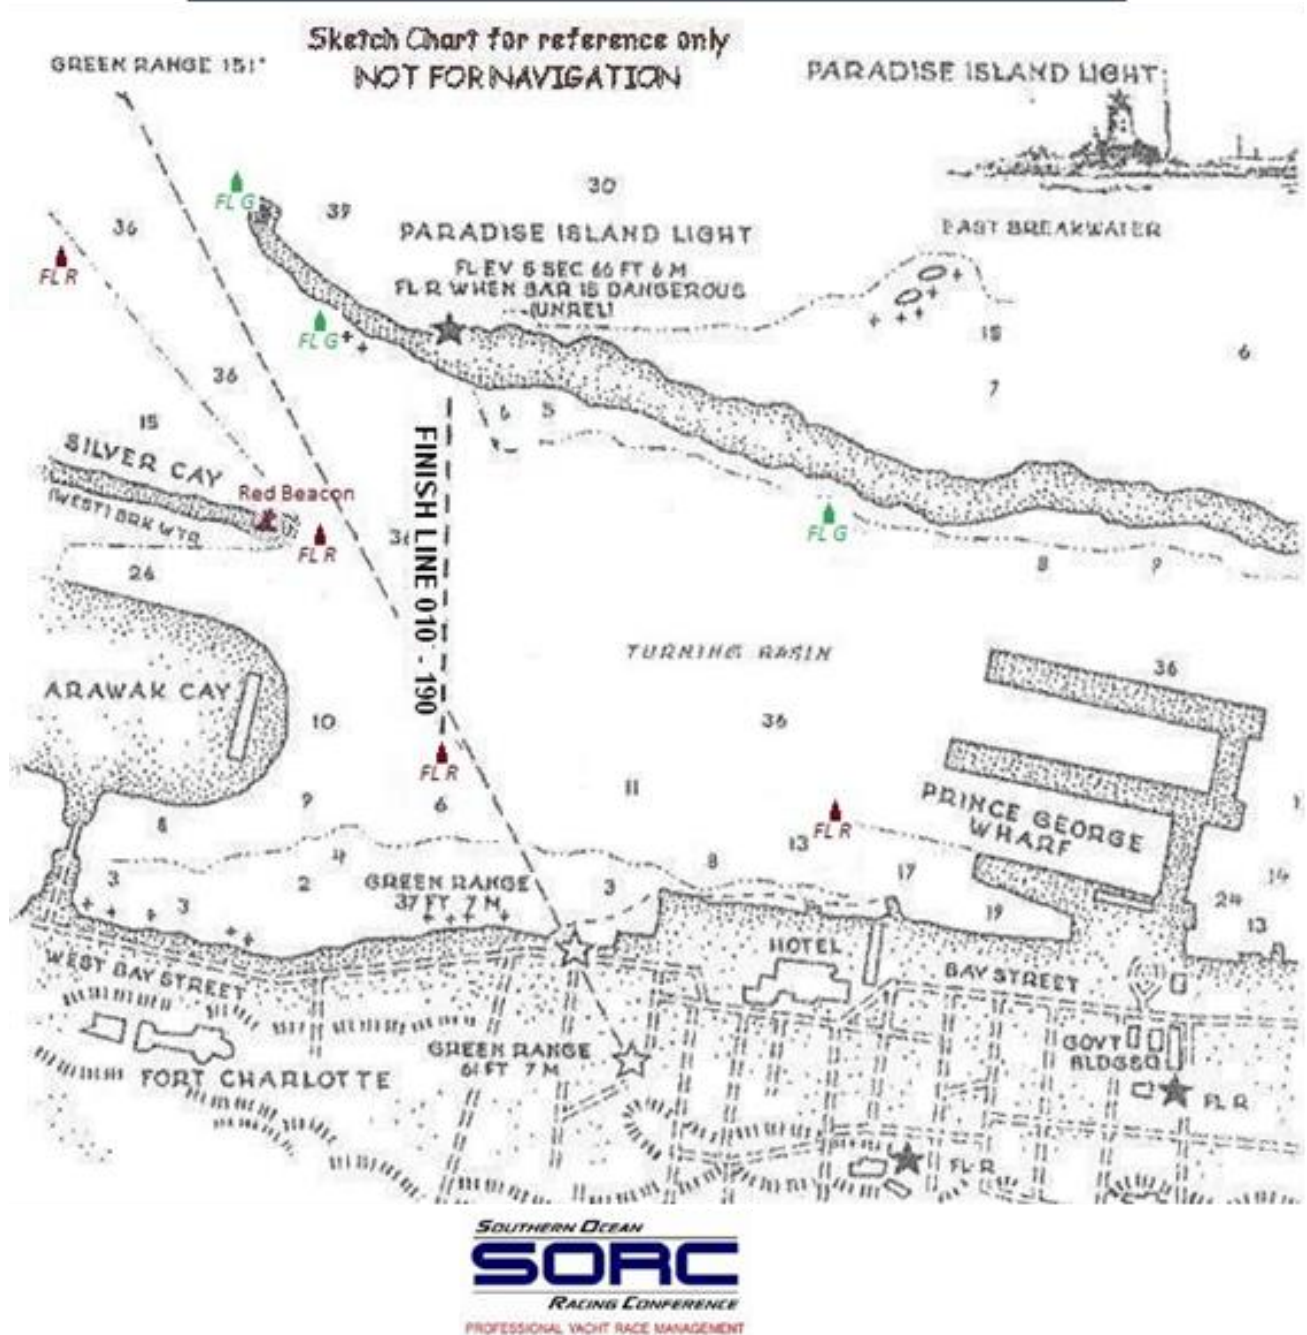 Sketch Chart for reference only
NOT FOR NAVIGATION
GREEN RANGE 151°
PARADISE ISLAND LIGHT
FL G
39
30
36
PARADISE ISLAND LIGHT
EAST BREAKWATER
FL EV 5 SEC 66 FT 6 M
FL R
FL R WHEN BAR IS DANGEROUS
(UNREL)
FL G
18
6
36
7
15
6
5
SILVER CAY
Red Beacon
(WEST) BRK WTR
FINISH LINE 010° - 190
FL G
FL R
36
26
8
9
TURNING BASIN
36
ARAWAK CAY
10
36
FL R
11
9
6
PRINCE GEORGE
WHARF
FL R
8
13
4
8
17
3
2
GREEN RANGE
37 FT 7 M
3
14
3
19
24
13
HOTEL
WEST BAY STREET
BAY STREET
GREEN RANGE
61 FT 7 M
GOVT
BLDGS
FORT CHARLOTTE
FL R
FL R
SOUTHERN OCEAN
SORC
RACING CONFERENCE
PROFESSIONAL YACHT RACE MANAGEMENT